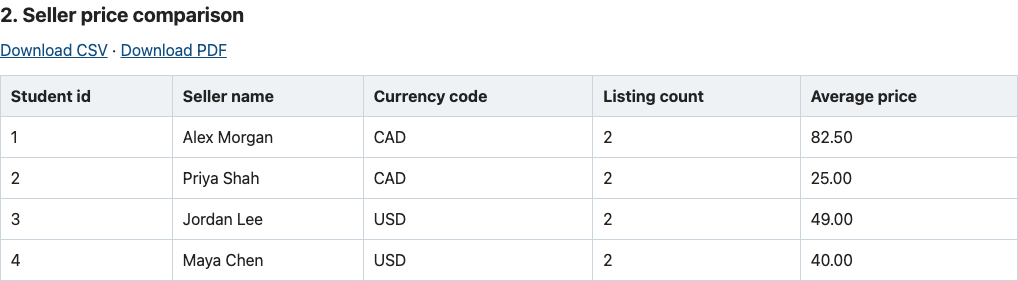 2. Seller price comparison
Download CSV · Download PDF
Student id Seller name Currency code Listing count Average price
1 Alex Morgan CAD 2 82.50
2 Priya Shah CAD 2 25.00
3 Jordan Lee USD 2 49.00
4 Maya Chen USD 2 40.00